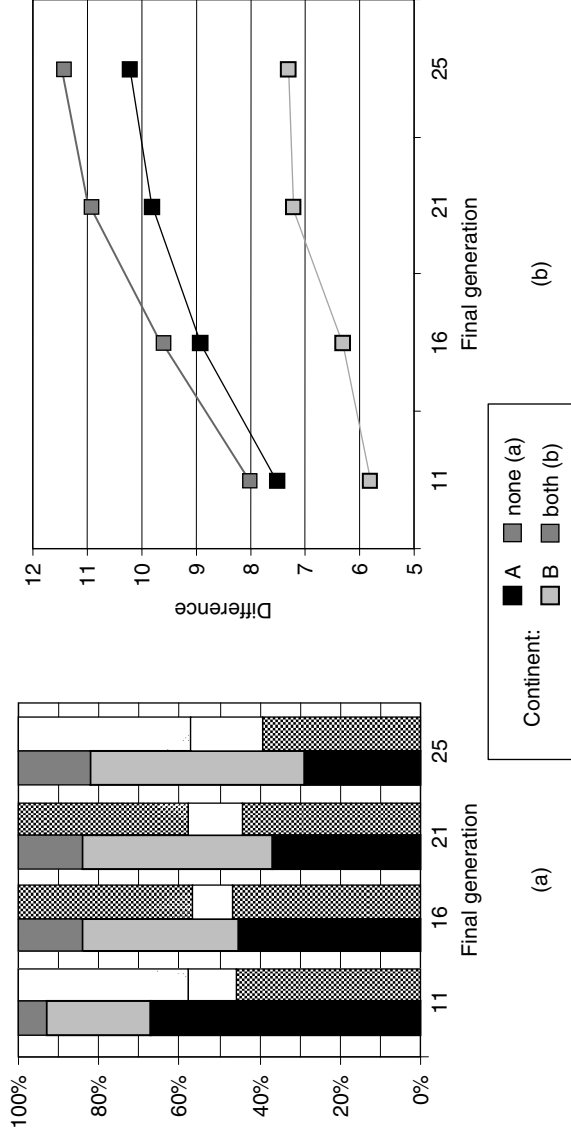 100%
80%
60%
40%
20%
0%
11
16
21
25
Final generation
(a)
12
11
10
9
8
7
6
5
Difference
11
16
21
25
Final generation
(b)
Continent:
A
none (a)
B
both (b)